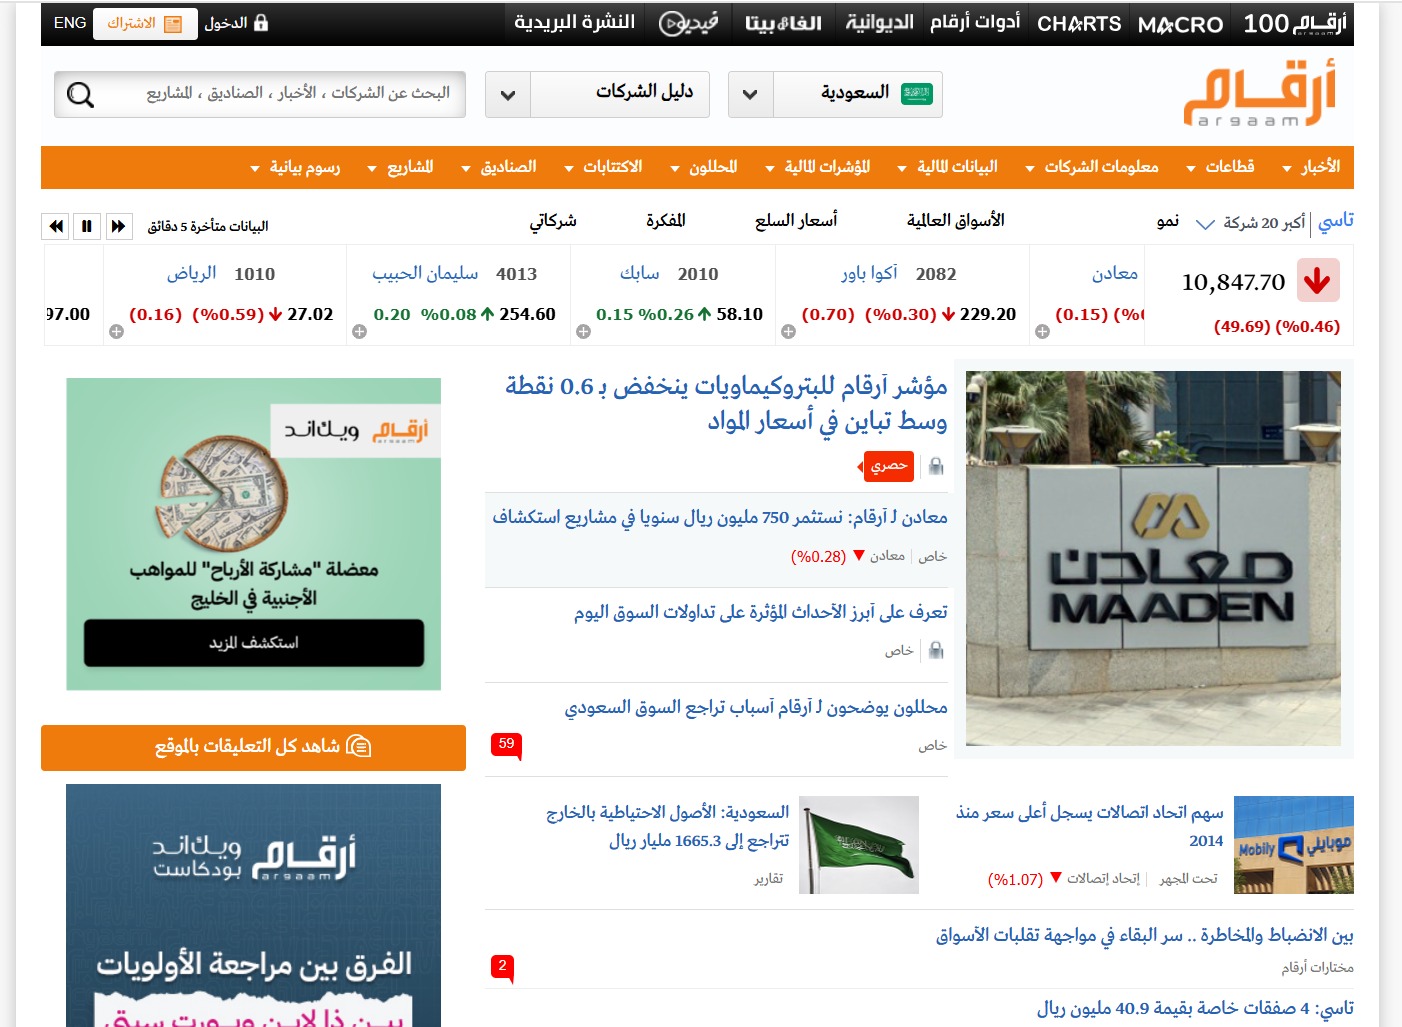 أرقام 100 argaam
MACRO
CHARTS
أدوات أرقام
الديوانية
الفا بيتا
فيديو
النشرة البريدية
الدخول
الاشتراك
ENG
أرقام
argaam
السعودية
دليل الشركات
البحث عن الشركات ، الأخبار ، الصناديق ، المشاريع
الأخبار
قطاعات
معلومات الشركات
البيانات المالية
المؤشرات المالية
المحللون
الاكتتابات
الصناديق
المشاريع
رسوم بيانية
تاسي
أكبر 20 شركة
نمو
الأسواق العالمية
أسعار السلع
المفكرة
شركاتي
البيانات متأخرة 5 دقائق
10,847.70
(49.69) (%0.46)
معادن
(0.15)
2082 أكوا باور
229.20 (%0.30) (0.70)
2010 سابك
58.10 %0.26 0.15
4013 سليمان الحبيب
254.60 %0.08 0.20
1010 الرياض
27.02 (%0.59) (0.16)
97.00
معادن
MAADEN
مؤشر أرقام للبتروكيماويات ينخفض بـ 0.6 نقطة
وسط تباين في أسعار المواد
حصري
معادن لـ أرقام: نستثمر 750 مليون ريال سنويا في مشاريع استكشاف
خاص
معادن (%0.28)
تعرف على أبرز الأحداث المؤثرة على تداولات السوق اليوم
خاص
محللون يوضحون لـ أرقام أسباب تراجع السوق السعودي
خاص
59
أرقام ويك اند
argaam
معضلة "مشاركة الأرباح" للمواهب
الأجنبية في الخليج
استكشف المزيد
شاهد كل التعليقات بالموقع
موبايلي Mobily
سهم اتحاد اتصالات يسجل أعلى سعر منذ
2014
تحت المجهر
إتحاد إتصالات (%1.07)
السعودية: الأصول الاحتياطية بالخارج
تتراجع إلى 1665.3 مليار ريال
تقارير
بين الانضباط والمخاطرة .. سر البقاء في مواجهة تقلبات الأسواق
مختارات أرقام
2
تاسي: 4 صفقات خاصة بقيمة 40.9 مليون ريال
أرقام ويك اند
argaam بودكاست
الفرق بين مراجعة الأولويات